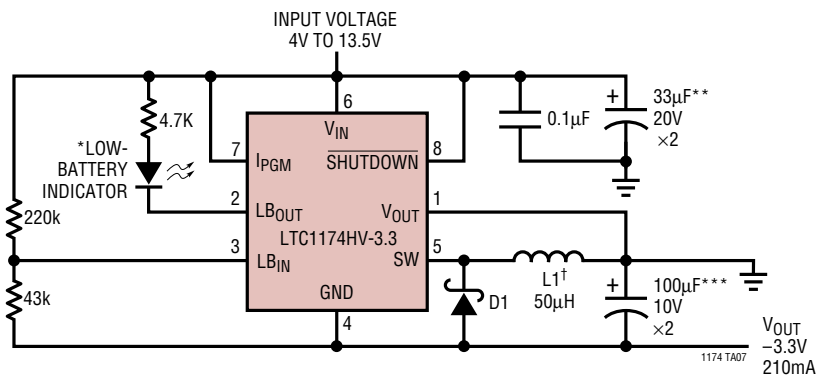 INPUT VOLTAGE
4V TO 13.5V
6
4.7K
VIN
0.1µF
+
33µF**
20V
×2
*LOW-
BATTERY
INDICATOR
7
IPGM
SHUTDOWN
8
2
LBOUT
VOUT
1
220k
LTC1174HV-3.3
3
LBIN
SW
5
L1†
50µH
D1
+
100µF***
10V
×2
43k
GND
4
1174 TA07
VOUT
–3.3V
210mA